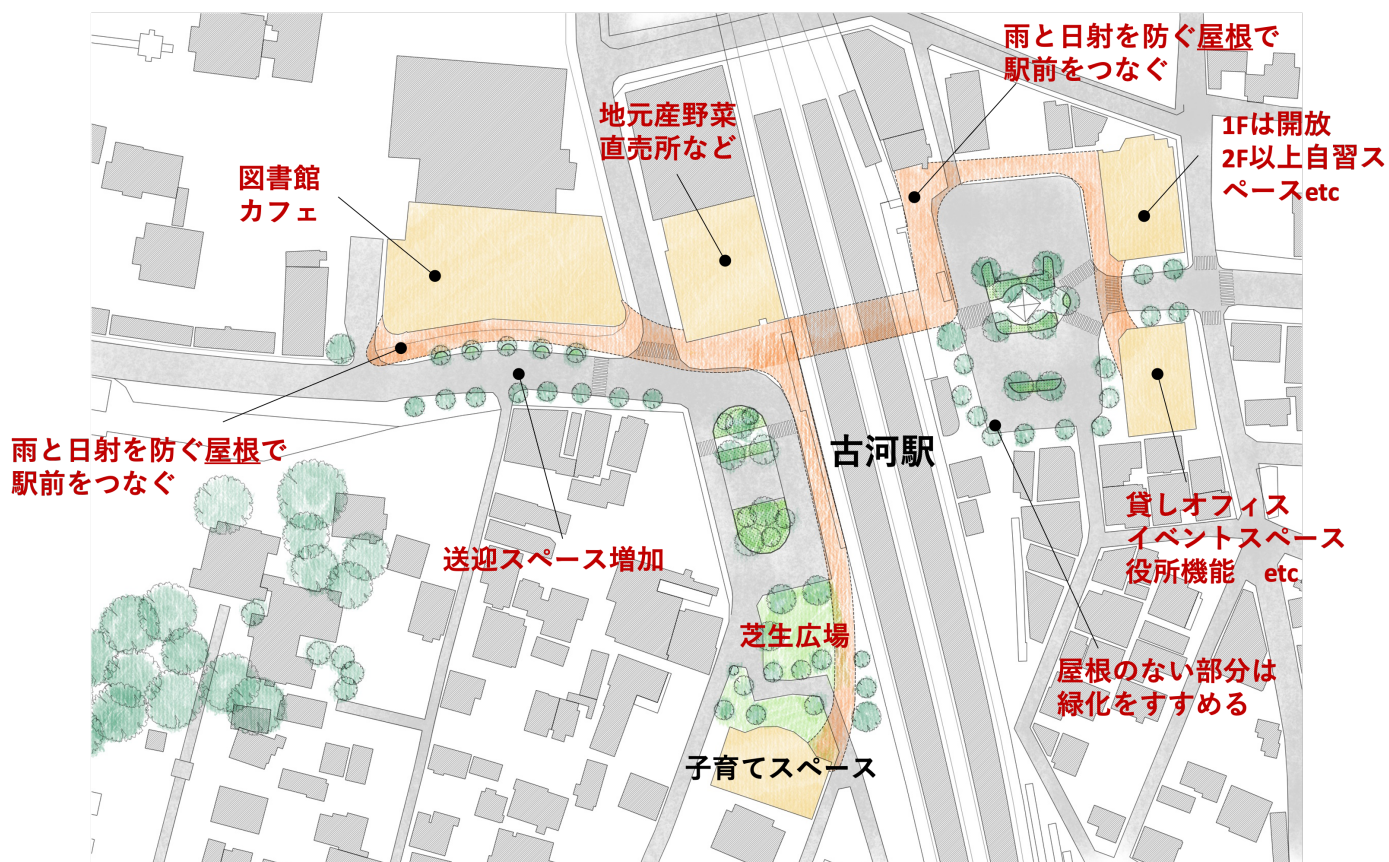 雨と日射を防ぐ屋根で
駅前をつなぐ
地元産野菜
直売所など
1Fは開放
2F以上自習ス
ペースetc
図書館
カフェ
雨と日射を防ぐ屋根で
駅前をつなぐ
古河駅
送迎スペース増加
貸しオフィス
イベントスペース
役所機能　etc
芝生広場
屋根のない部分は
緑化をすすめる
子育てスペース